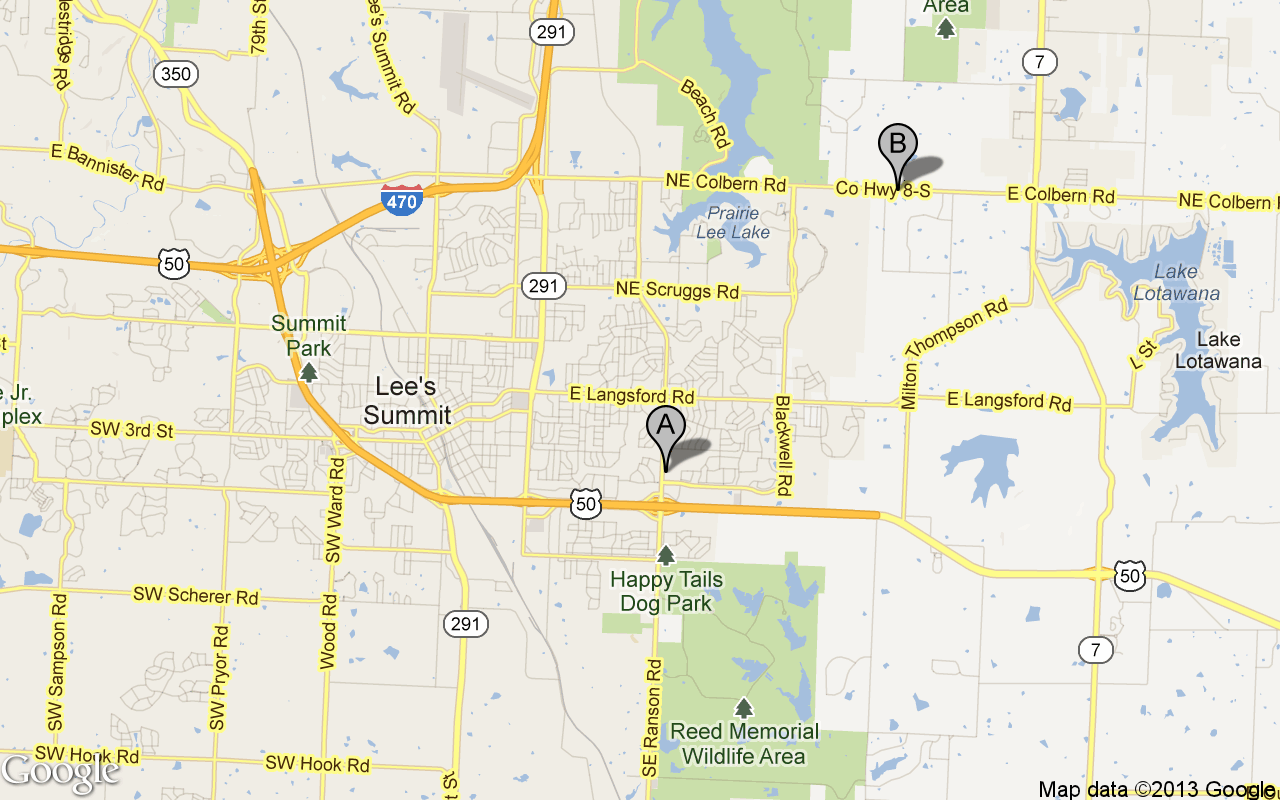 Area
291
7
350
79th St
Lee's Summit Rd
Beach Rd
B
E Bannister Rd
NE Colbern Rd
Co Hwy 8-S
E Colbern Rd
NE Colbern
470
Prairie
Lee Lake
50
291
NE Scruggs Rd
Lake
Lotawana
Milton Thompson Rd
Summit
Park
L St
Lake
Lotawana
Lee's
Summit
E Langsford Rd
E Langsford Rd
e Jr.
plex
SW 3rd St
A
Blackwell Rd
SW Ward Rd
50
Happy Tails
Dog Park
50
SW Scherer Rd
291
SW Sampson Rd
SW Pryor Rd
Wood Rd
7
SE Ranson Rd
Reed Memorial
Wildlife Area
SW Hook Rd
SW Hook Rd
Google
Map data ©2013 Google